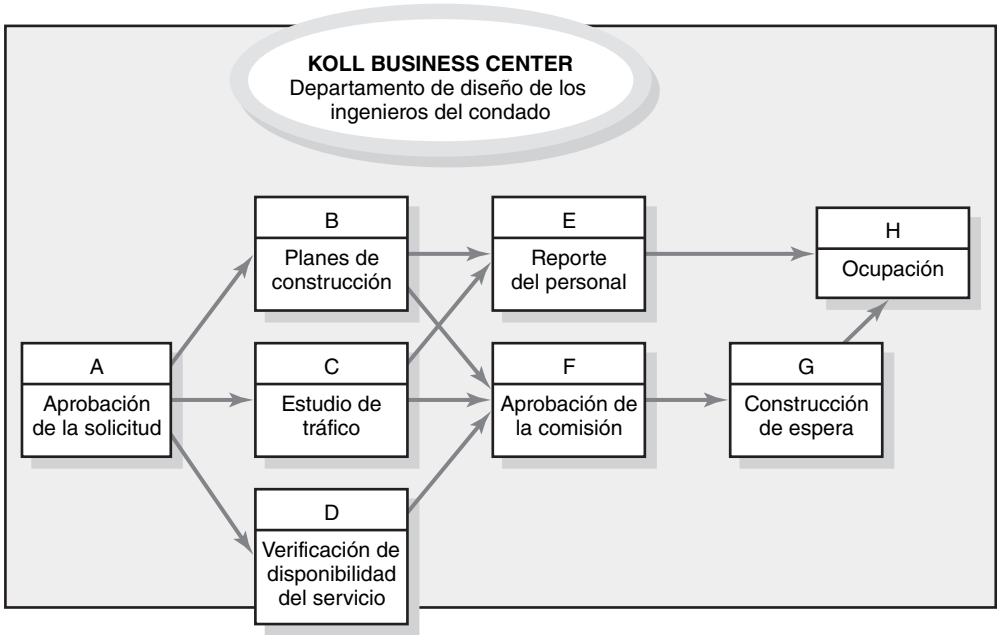 KOLL BUSINESS CENTER
Departamento de diseño de los
ingenieros del condado
A
Aprobación
de la solicitud
B
Planes de
construcción
C
Estudio de
tráfico
D
Verificación de
disponibilidad
del servicio
E
Reporte
del personal
F
Aprobación de
la comisión
G
Construcción
de espera
H
Ocupación